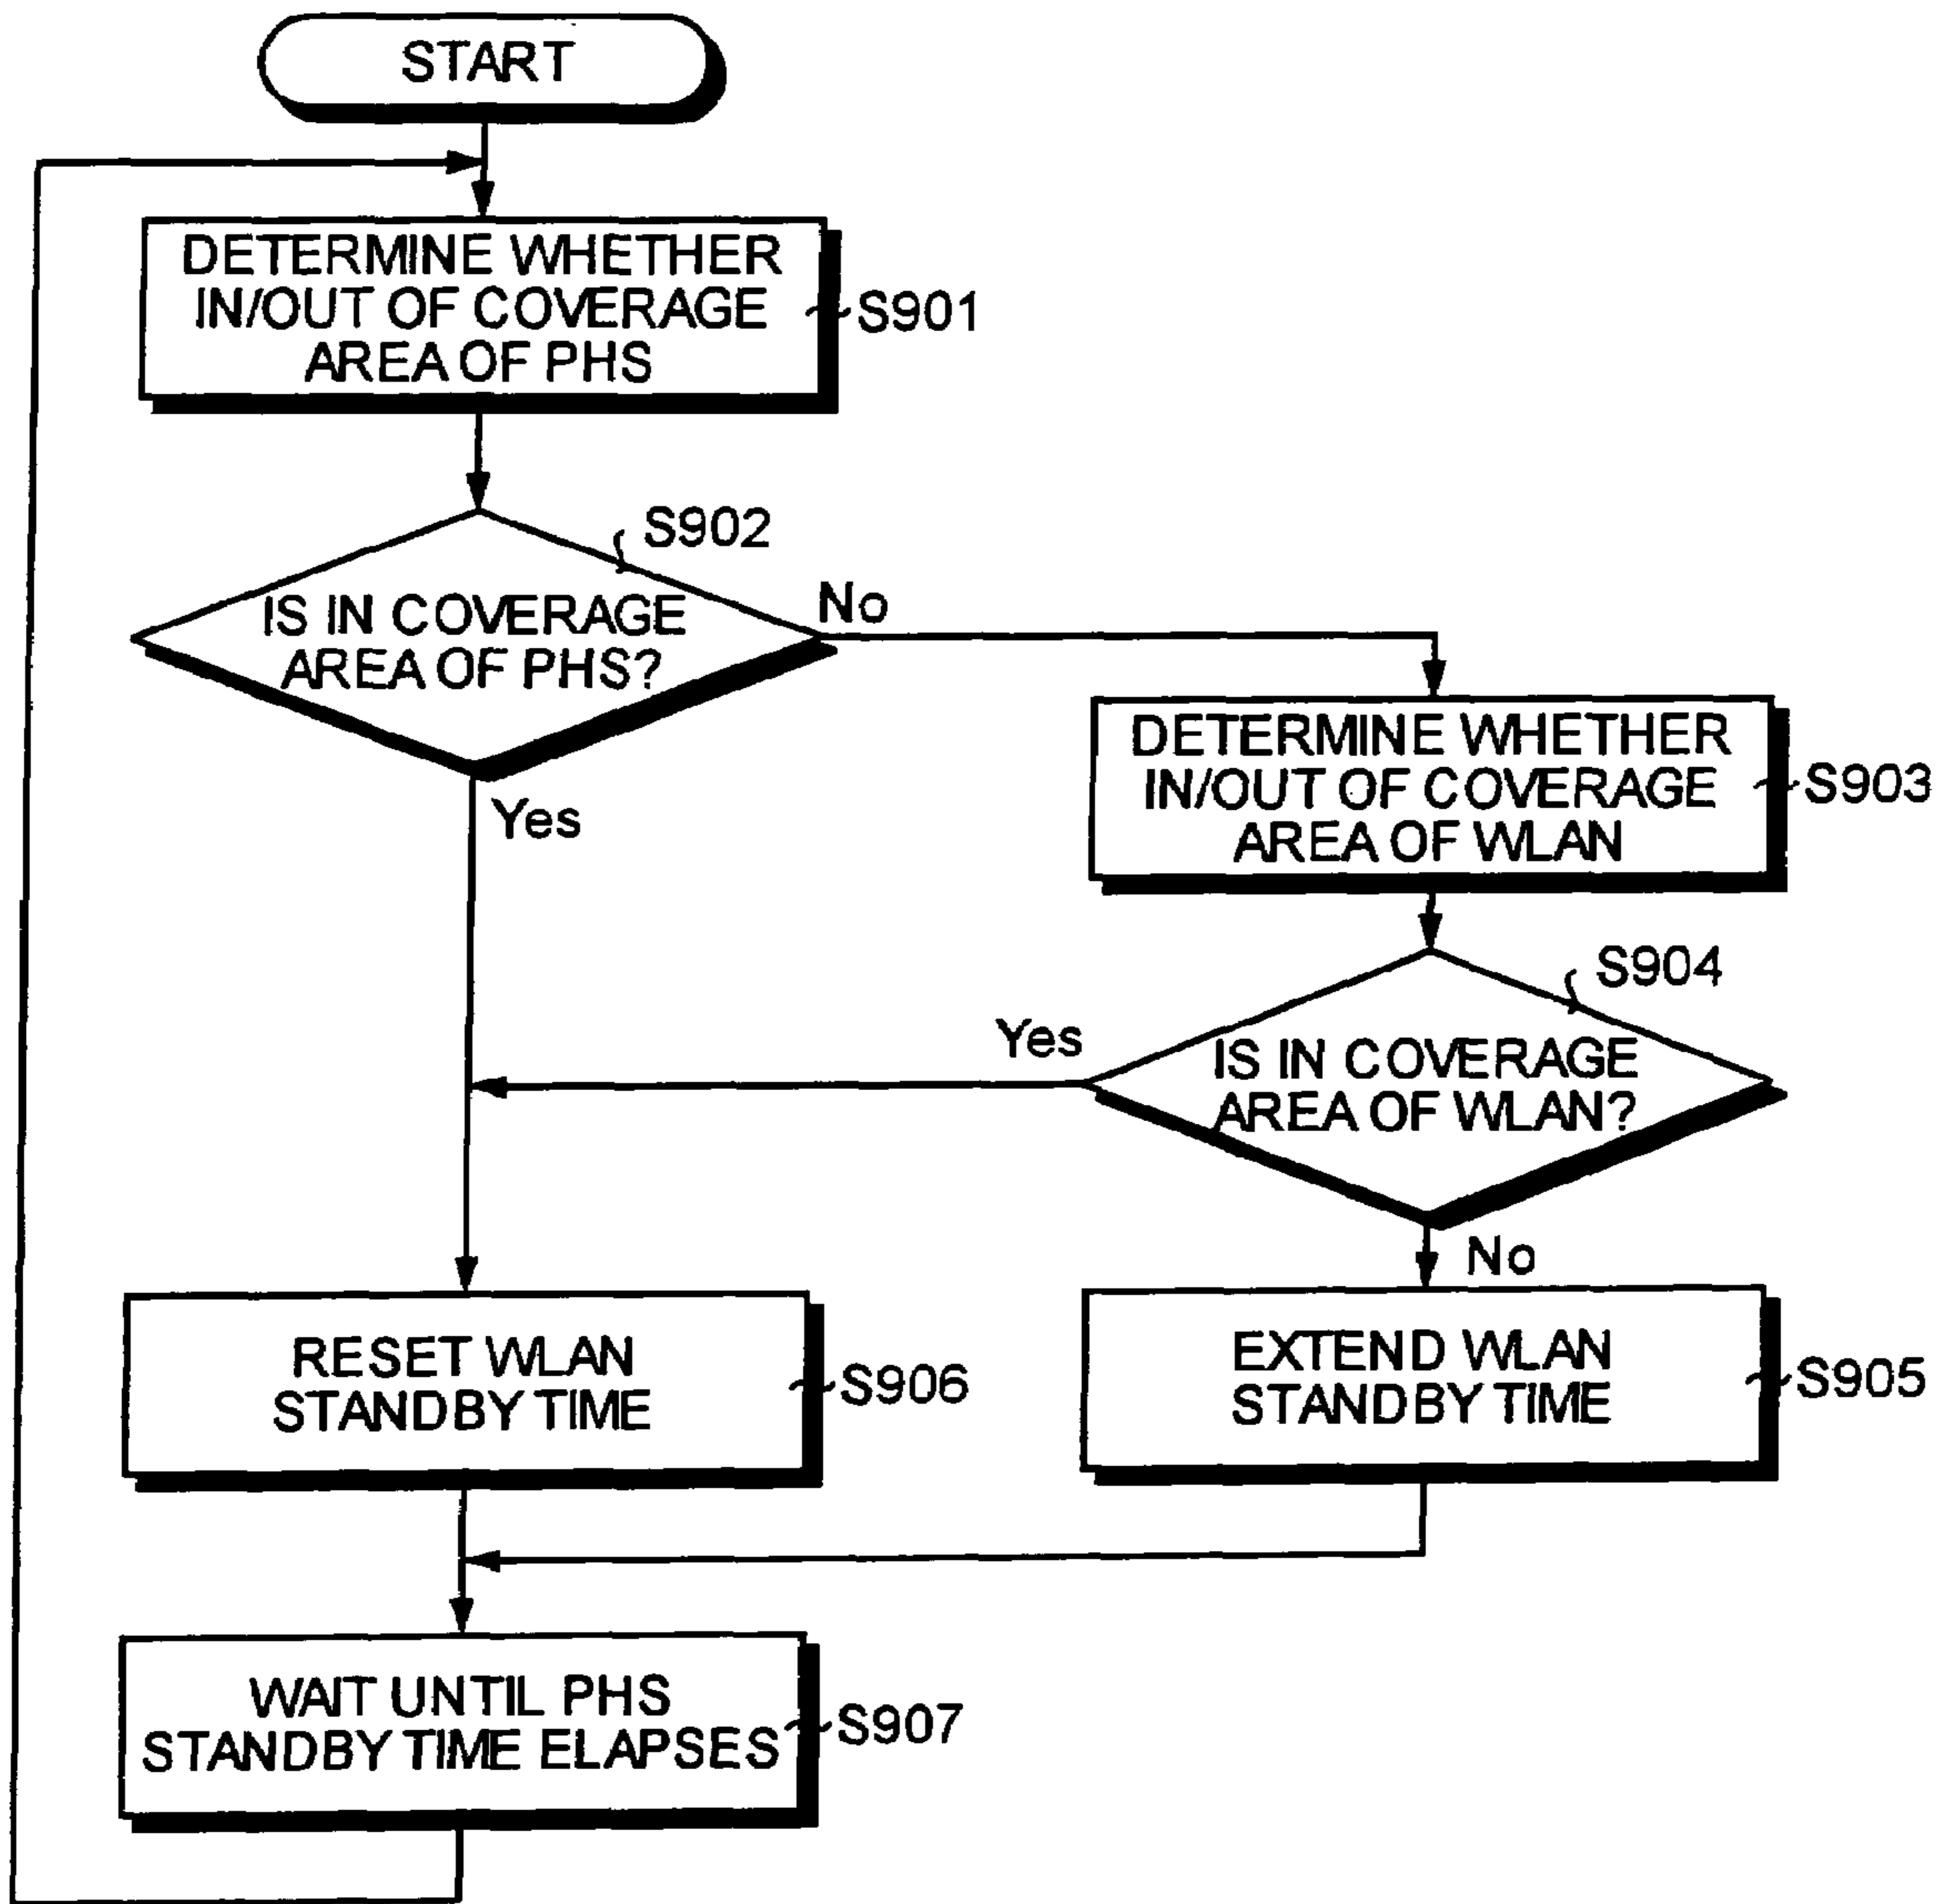 START
DETERMINE WHETHER
IN/OUT OF COVERAGE
AREA OF PHS
S901
S902
IS IN COVERAGE
AREA OF PHS?
No
Yes
DETERMINE WHETHER
IN/OUT OF COVERAGE
AREA OF WLAN
S903
S904
IS IN COVERAGE
AREA OF WLAN?
Yes
No
RESET WLAN
STANDBY TIME
S906
EXTEND WLAN
STANDBY TIME
S905
WAIT UNTIL PHS
STANDBY TIME ELAPSES
S907